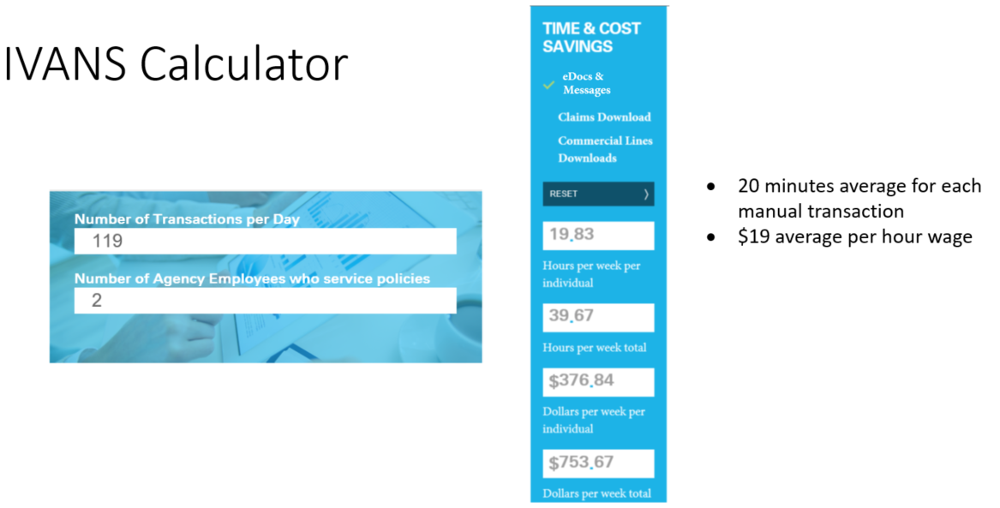 IVANS Calculator
Number of Transactions per Day
119
Number of Agency Employees who service policies
2
TIME & COST
SAVINGS
eDocs &
Messages
Claims Download
Commercial Lines
Downloads
RESET
19.83
Hours per week per
individual
39.67
Hours per week total
$376.84
Dollars per week per
individual
$753.67
Dollars per week total
• 20 minutes average for each
manual transaction
• $19 average per hour wage